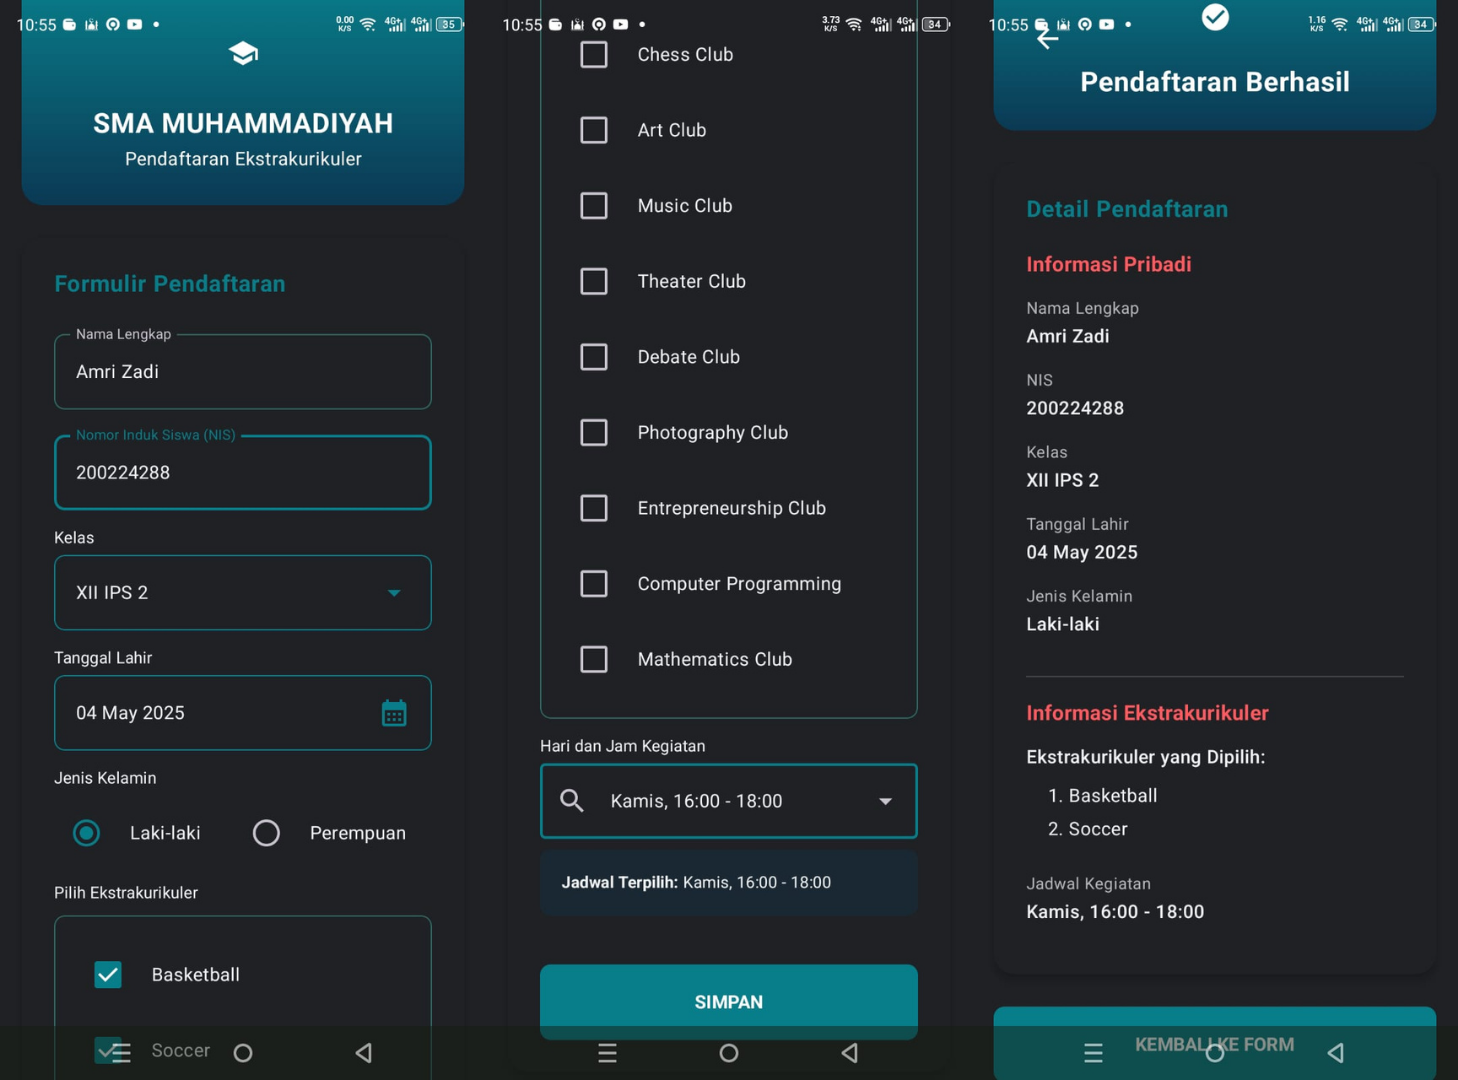 10:55
0.00 K/S
4G+
4G+
35
SMA MUHAMMADIYAH
Pendaftaran Ekstrakurikuler
Formulir Pendaftaran
Nama Lengkap
Amri Zadi
Nomor Induk Siswa (NIS)
200224288
Kelas
XII IPS 2
Tanggal Lahir
04 May 2025
Jenis Kelamin
Laki-laki
Perempuan
Pilih Ekstrakurikuler
Basketball
Soccer
10:55
3.73 K/S
4G+
4G+
34
Chess Club
Art Club
Music Club
Theater Club
Debate Club
Photography Club
Entrepreneurship Club
Computer Programming
Mathematics Club
Hari dan Jam Kegiatan
Kamis, 16:00 - 18:00
Jadwal Terpilih: Kamis, 16:00 - 18:00
SIMPAN
10:55
1.16 K/S
4G+
4G+
34
Pendaftaran Berhasil
Detail Pendaftaran
Informasi Pribadi
Nama Lengkap
Amri Zadi
NIS
200224288
Kelas
XII IPS 2
Tanggal Lahir
04 May 2025
Jenis Kelamin
Laki-laki
Informasi Ekstrakurikuler
Ekstrakurikuler yang Dipilih:
1. Basketball
2. Soccer
Jadwal Kegiatan
Kamis, 16:00 - 18:00
KEMBALI KE FORM